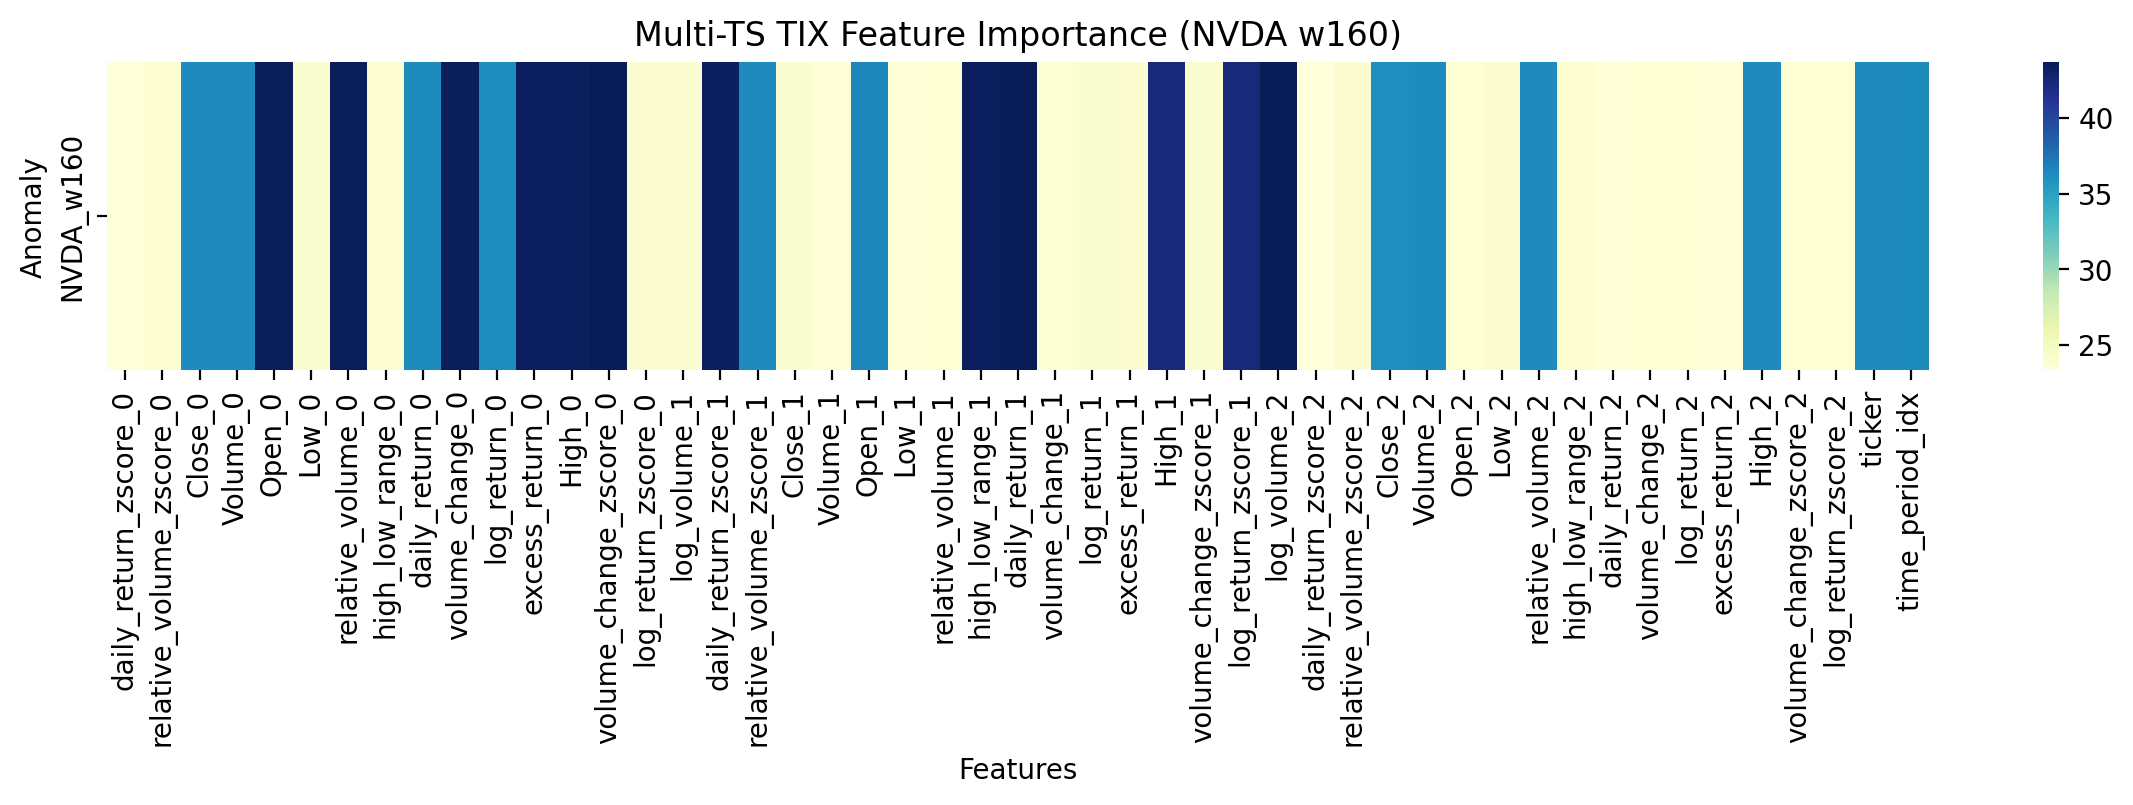 Multi-TS TIX Feature Importance (NVDA w160)
Anomaly
NVDA_w160
40
35
30
25
daily_return_zscore_0
relative_volume_zscore_0
Close_0
Volume_0
Open_0
Low_0
relative_volume_0
high_low_range_0
daily_return_0
volume_change_0
log_return_0
excess_return_0
High_0
volume_change_zscore_0
log_return_zscore_0
log_volume_1
daily_return_zscore_1
relative_volume_zscore_1
Close_1
Volume_1
Open_1
Low_1
relative_volume_1
high_low_range_1
daily_return_1
volume_change_1
log_return_1
excess_return_1
High_1
volume_change_zscore_1
log_return_zscore_1
log_volume_2
daily_return_zscore_2
relative_volume_zscore_2
Close_2
Volume_2
Open_2
Low_2
relative_volume_2
high_low_range_2
daily_return_2
volume_change_2
log_return_2
excess_return_2
High_2
volume_change_zscore_2
log_return_zscore_2
ticker
time_period_idx
Features